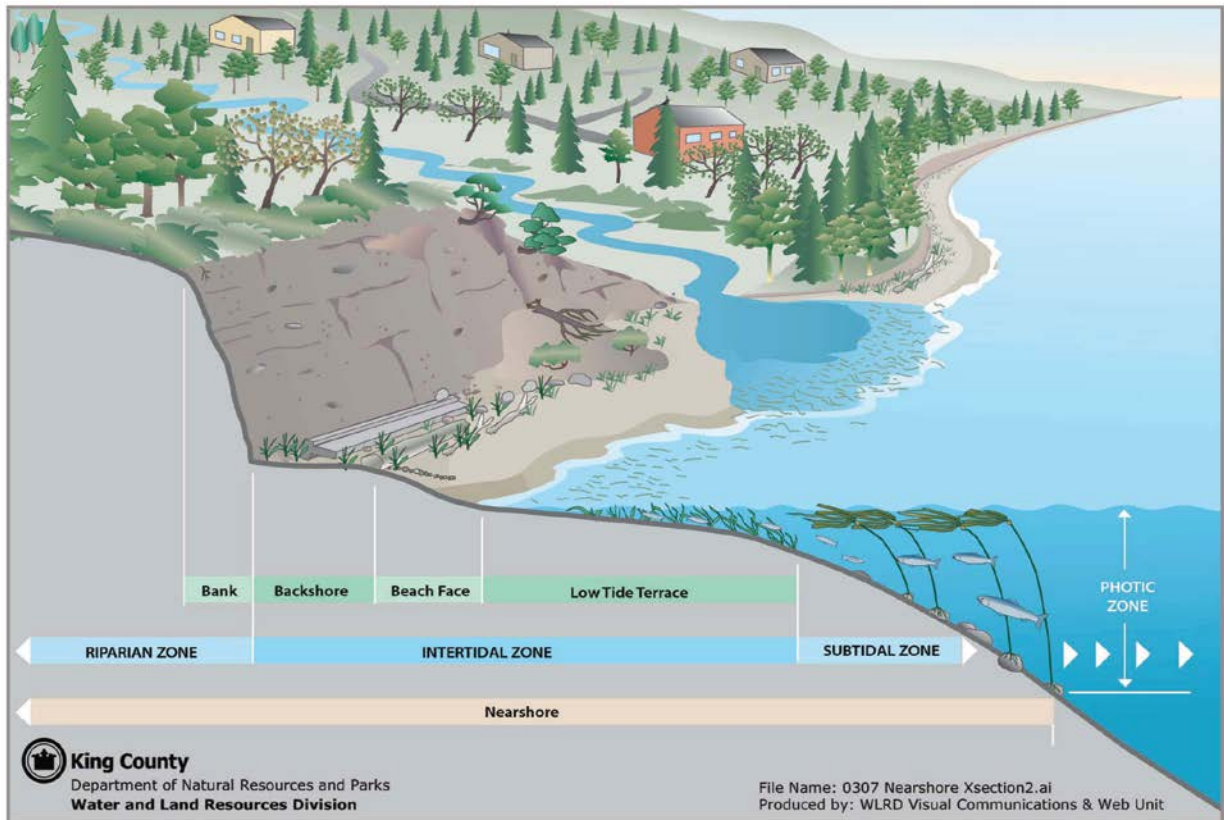 PHOTIC
ZONE
Bank
Backshore
Beach Face
Low Tide Terrace
RIPARIAN ZONE
INTERTIDAL ZONE
SUBTIDAL ZONE
Nearshore
King County
Department of Natural Resources and Parks
Water and Land Resources Division
File Name: 0307 Nearshore Xsection2.ai
Produced by: WLRD Visual Communications & Web Unit